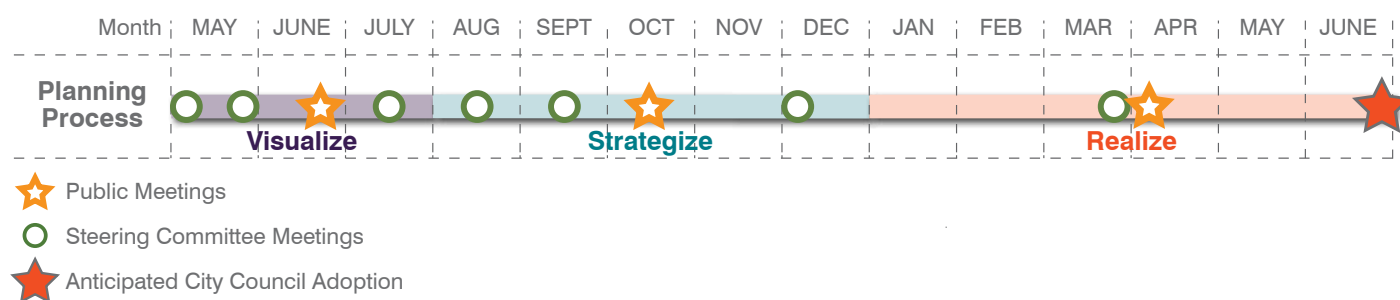 Month MAY JUNE JULY AUG SEPT OCT NOV DEC JAN FEB MAR APR MAY JUNE
Planning
Process
Visualize Strategize Realize
Public Meetings
Steering Committee Meetings
Anticipated City Council Adoption